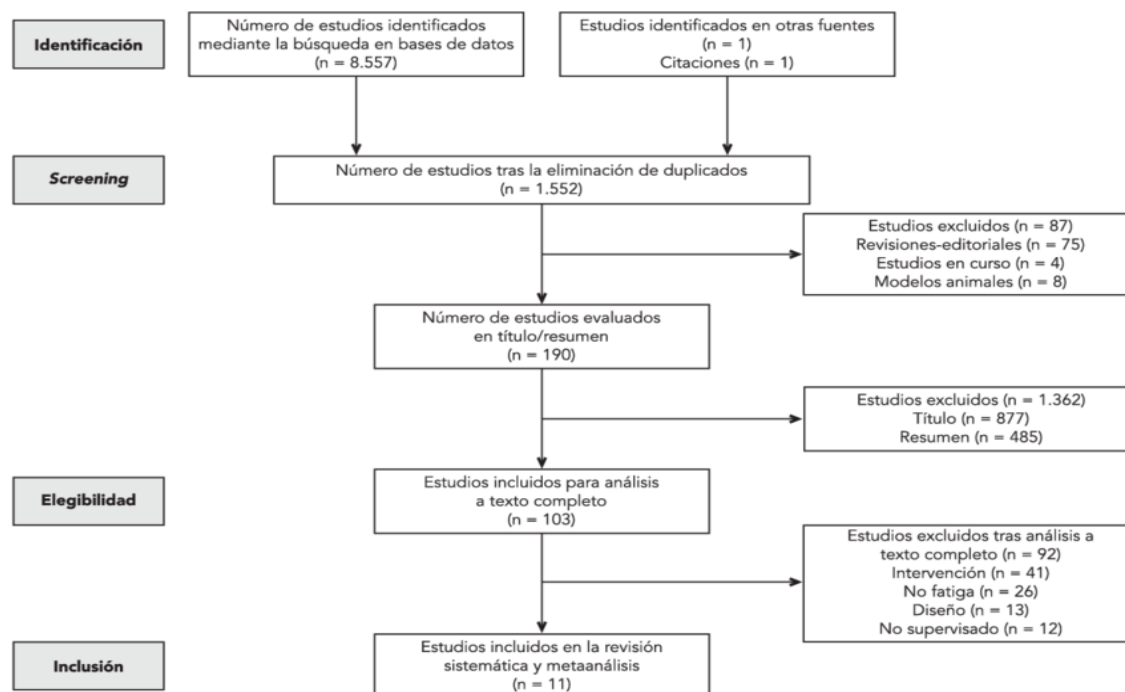 Identificación
Número de estudios identificados
mediante la búsqueda en bases de datos
(n = 8.557)
Estudios identificados en otras fuentes
(n = 1)
Citaciones (n = 1)
Screening
Número de estudios tras la eliminación de duplicados
(n = 1.552)
Estudios excluidos (n = 87)
Revisiones-editoriales (n = 75)
Estudios en curso (n = 4)
Modelos animales (n = 8)
Número de estudios evaluados
en título/resumen
(n = 190)
Estudios excluidos (n = 1.362)
Título (n = 877)
Resumen (n = 485)
Elegibilidad
Estudios incluidos para análisis
a texto completo
(n = 103)
Estudios excluidos tras análisis a
texto completo (n = 92)
Intervención (n = 41)
No fatiga (n = 26)
Diseño (n = 13)
No supervisado (n = 12)
Inclusión
Estudios incluidos en la revisión
sistemática y metaanálisis
(n = 11)